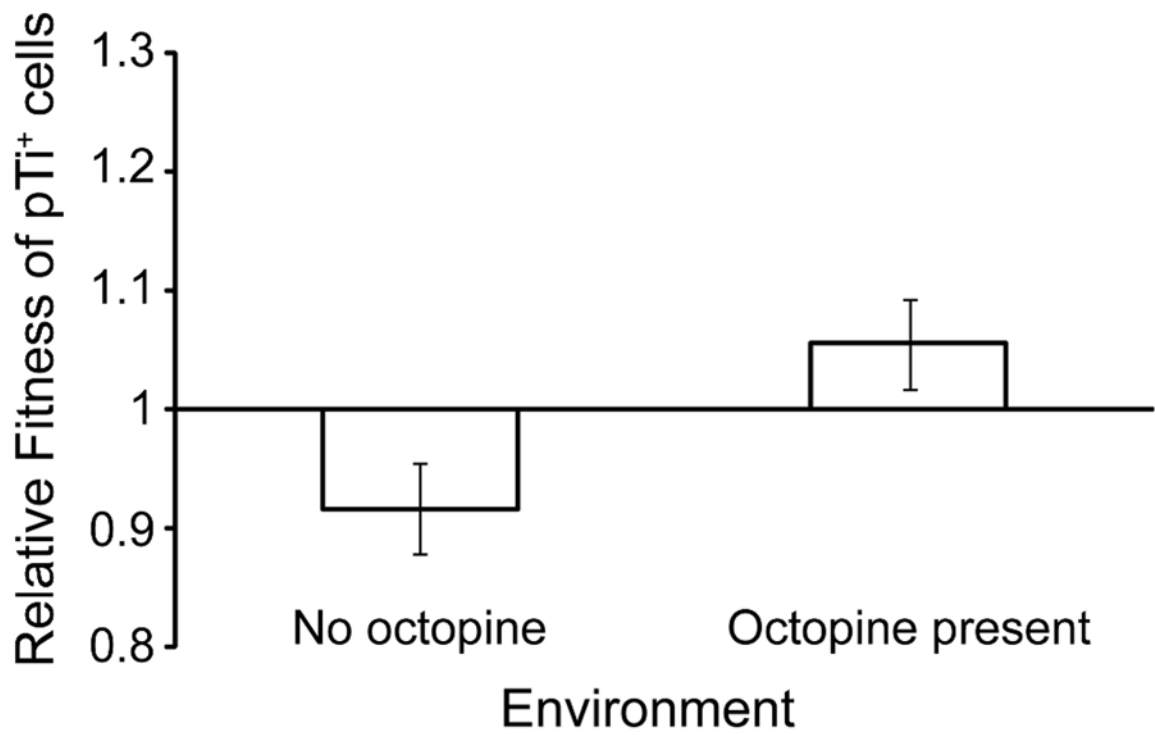 Relative Fitness of pTi⁺ cells
1.3
1.2
1.1
1
0.9
0.8
No octopine
Octopine present
Environment